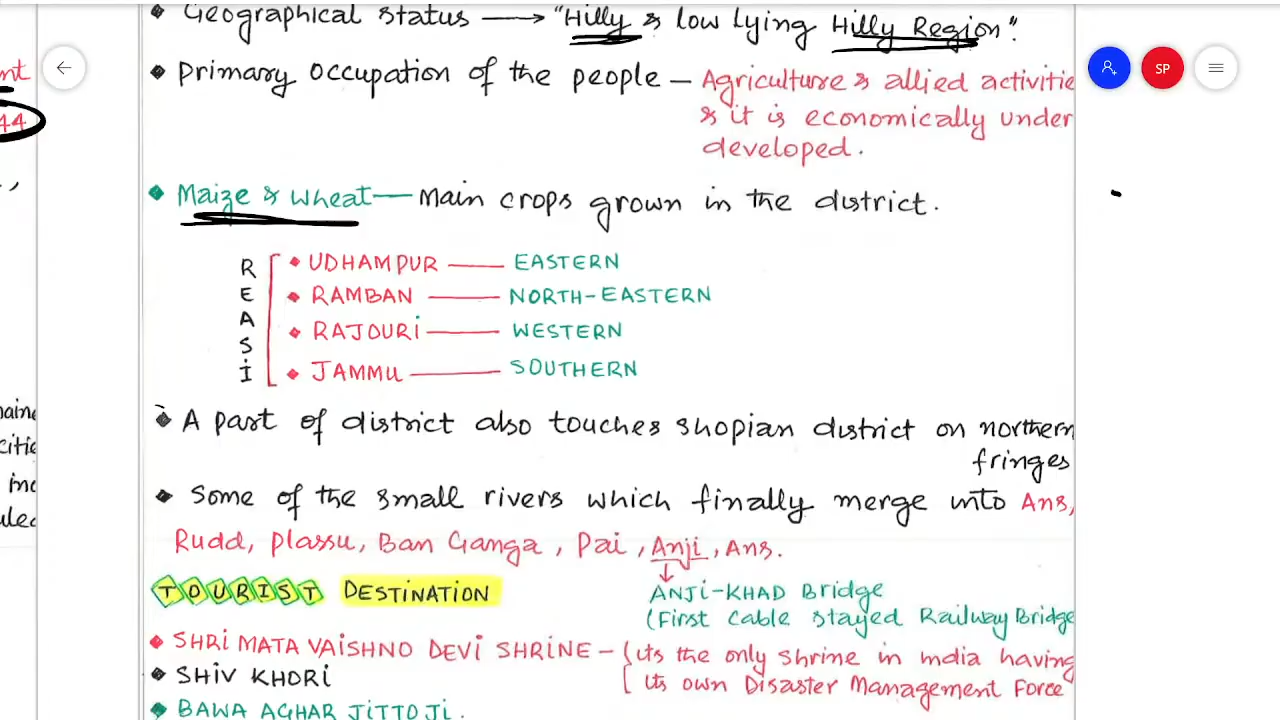 Geographical status → "Hilly & low lying Hilly Region".
SP
44
Primary occupation of the people — Agriculture & allied activitie
& it is economically under
developed.
Maize & Wheat — Main crops grown in the district.
REASI
UDHAMPUR — EASTERN
RAMBAN — NORTH-EASTERN
RAJOURI — WESTERN
JAMMU — SOUTHERN
A part of district also touches shopian district on northern
fringes
Some of the small rivers which finally merge into Ans,
Rudd, Plassu, Ban Ganga, Pai, Anji, Ans.
TOURIST DESTINATION
ANJI-KHAD Bridge
(First Cable stayed Railway Bridge
SHRI MATA VAISHNO DEVI SHRINE — its the only shrine in india having
its own Disaster Management Force
SHIV KHORI
BAWA AGHAR JITTO JI.